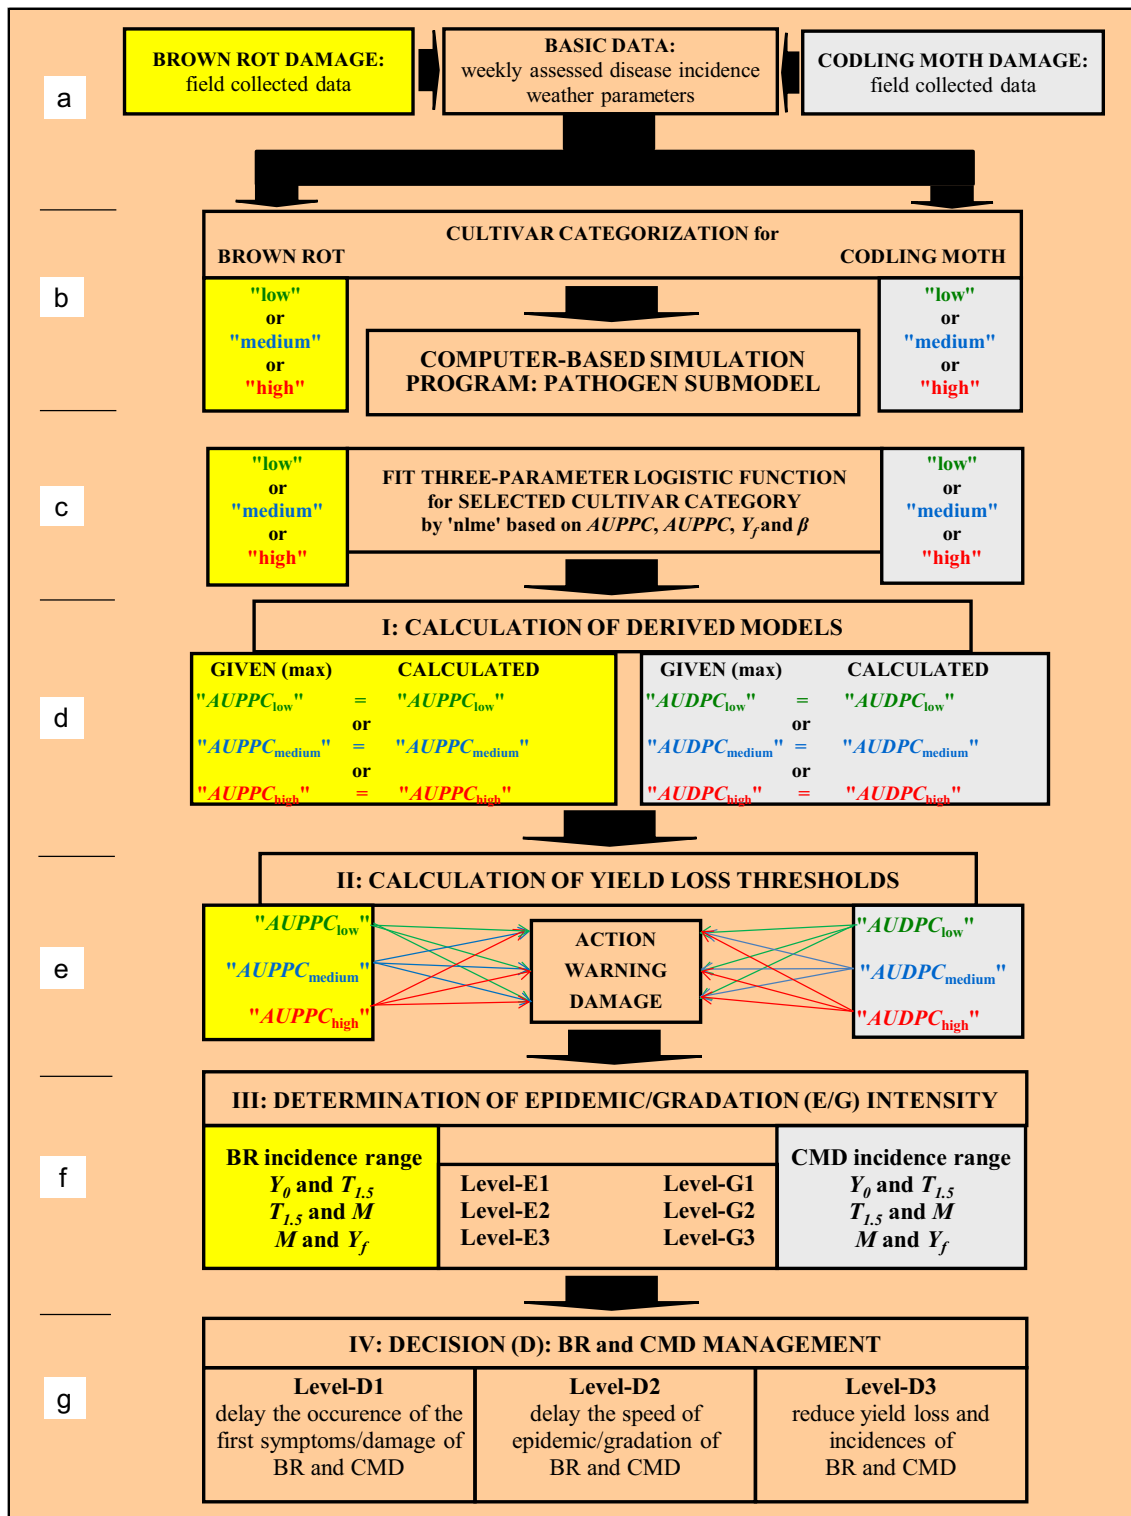 a
BROWN ROT DAMAGE:
field collected data
BASIC DATA:
weekly assessed disease incidence
weather parameters
CODLING MOTH DAMAGE:
field collected data
b
CULTIVAR CATEGORIZATION for
BROWN ROT
CODLING MOTH
"low"
or
"medium"
or
"high"
COMPUTER-BASED SIMULATION
PROGRAM: PATHOGEN SUBMODEL
"low"
or
"medium"
or
"high"
c
"low"
or
"medium"
or
"high"
FIT THREE-PARAMETER LOGISTIC FUNCTION
for SELECTED CULTIVAR CATEGORY
by 'nlme' based on AUPPC, AUPPC, Yf and β
"low"
or
"medium"
or
"high"
I: CALCULATION OF DERIVED MODELS
d
GIVEN (max) CALCULATED
"AUPPClow" = "AUPPClow"
or
"AUPPCmedium" = "AUPPCmedium"
or
"AUPPChigh" = "AUPPChigh"
GIVEN (max) CALCULATED
"AUDPClow" = "AUDPClow"
or
"AUDPCmedium" = "AUDPCmedium"
or
"AUDPChigh" = "AUDPChigh"
II: CALCULATION OF YIELD LOSS THRESHOLDS
e
"AUPPClow"
"AUPPCmedium"
"AUPPChigh"
ACTION
WARNING
DAMAGE
"AUDPClow"
"AUDPCmedium"
"AUDPChigh"
III: DETERMINATION OF EPIDEMIC/GRADATION (E/G) INTENSITY
f
BR incidence range
Y0 and T1.5
T1.5 and M
M and Yf
Level-E1 Level-G1
Level-E2 Level-G2
Level-E3 Level-G3
CMD incidence range
Y0 and T1.5
T1.5 and M
M and Yf
IV: DECISION (D): BR and CMD MANAGEMENT
g
Level-D1
delay the occurence of the
first symptoms/damage of
BR and CMD
Level-D2
delay the speed of
epidemic/gradation of
BR and CMD
Level-D3
reduce yield loss and
incidences of
BR and CMD